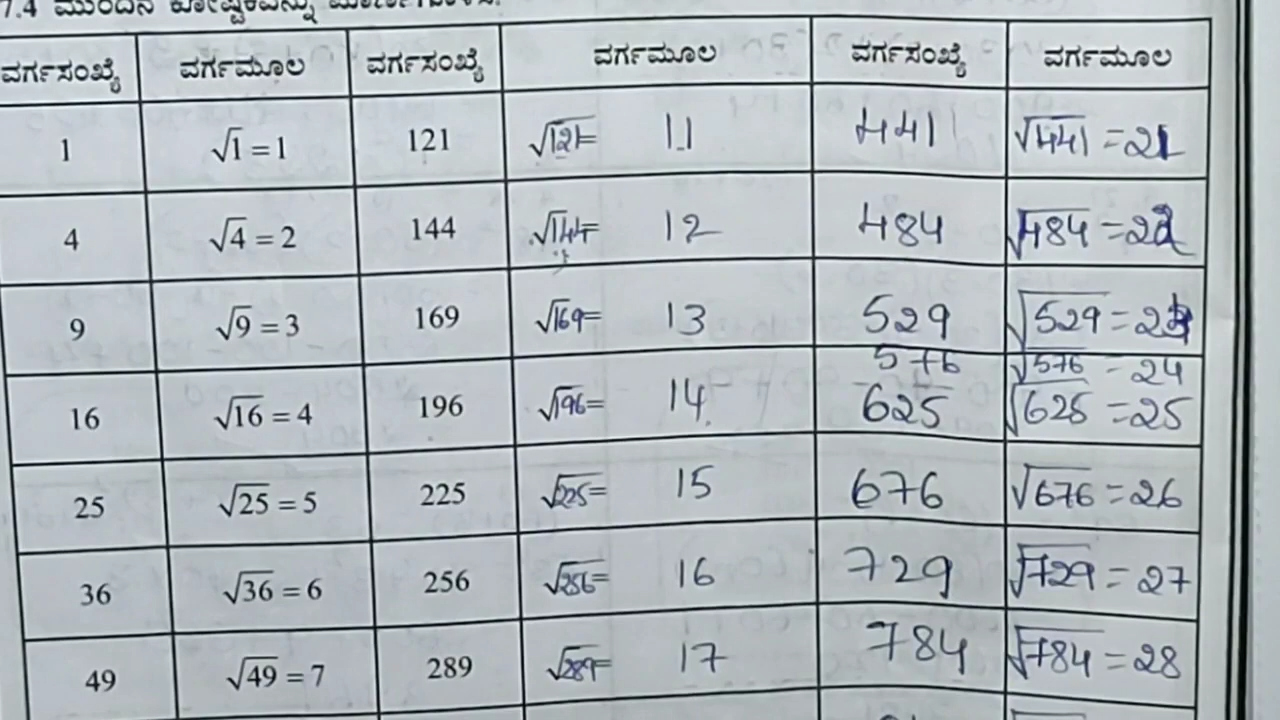 7.4 ಮುಂದಿನ ಕೋಷ್ಟಕವನ್ನು
ವರ್ಗಸಂಖ್ಯೆ ವರ್ಗಮೂಲ ವರ್ಗಸಂಖ್ಯೆ ವರ್ಗಮೂಲ ವರ್ಗಸಂಖ್ಯೆ ವರ್ಗಮೂಲ
1 √1 = 1 121 √121= 11 441 √441 = 21
4 √4 = 2 144 √144= 12 484 √484 = 22
9 √9 = 3 169 √169= 13 529 √529 = 23
576 √576 = 24
16 √16 = 4 196 √196= 14 625 √625 = 25
25 √25 = 5 225 √225= 15 676 √676 = 26
36 √36 = 6 256 √256= 16 729 √729 = 27
49 √49 = 7 289 √289= 17 784 √784 = 28